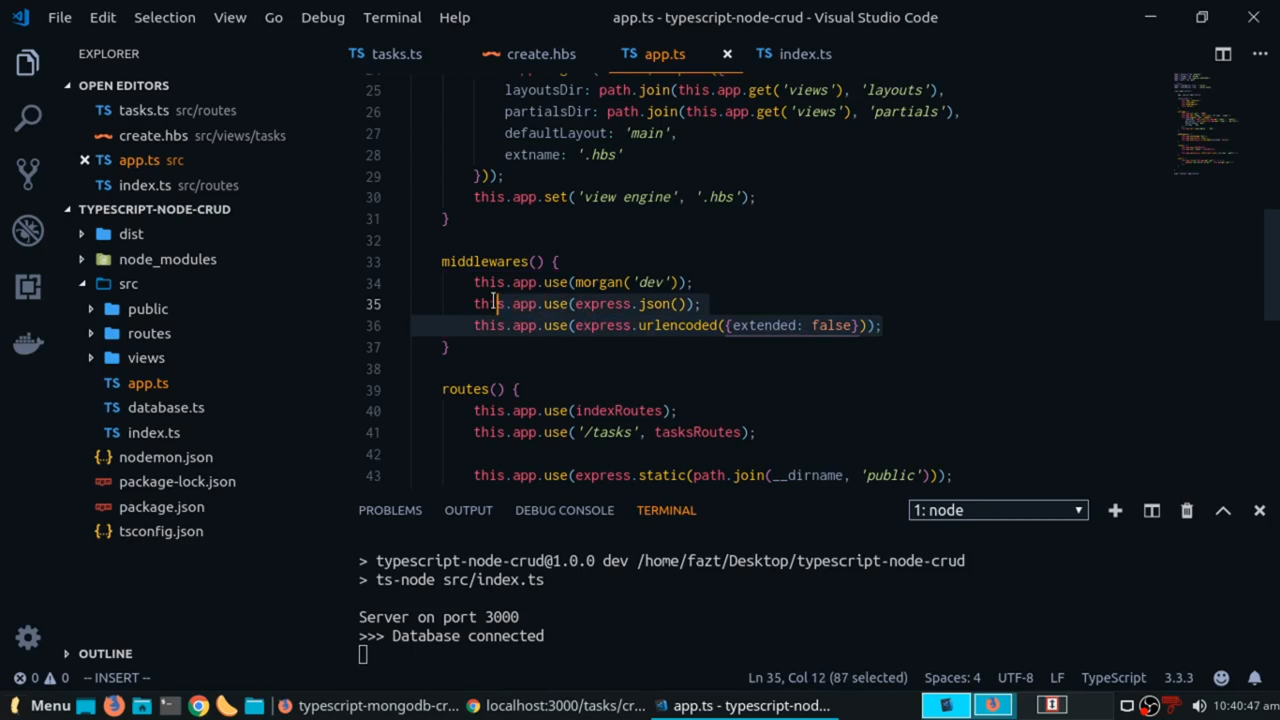 File Edit Selection View Go Debug Terminal Help
app.ts - typescript-node-crud - Visual Studio Code
EXPLORER
OPEN EDITORS
TS tasks.ts src/routes
create.hbs src/views/tasks
TS app.ts src
TS index.ts src/routes
TYPESCRIPT-NODE-CRUD
dist
node_modules
src
public
routes
views
TS app.ts
TS database.ts
TS index.ts
{} nodemon.json
package-lock.json
package.json
{} tsconfig.json
OUTLINE
TS tasks.ts create.hbs TS app.ts TS index.ts
25 layoutsDir: path.join(this.app.get('views'), 'layouts'),
26 partialsDir: path.join(this.app.get('views'), 'partials'),
27 defaultLayout: 'main',
28 extname: '.hbs'
29 }));
30 this.app.set('view engine', '.hbs');
31 }
32
33 middlewares() {
34 this.app.use(morgan('dev'));
35 this.app.use(express.json());
36 this.app.use(express.urlencoded({extended: false}));
37 }
38
39 routes() {
40 this.app.use(indexRoutes);
41 this.app.use('/tasks', tasksRoutes);
42
43 this.app.use(express.static(path.join(__dirname, 'public')));
PROBLEMS OUTPUT DEBUG CONSOLE TERMINAL 1: node
> typescript-node-crud@1.0.0 dev /home/fazt/Desktop/typescript-node-crud
> ts-node src/index.ts
Server on port 3000
>>> Database connected
0 0 -- INSERT -- Ln 35, Col 12 (87 selected) Spaces: 4 UTF-8 LF TypeScript 3.3.3
Menu typescript-mongodb-cr... localhost:3000/tasks/cr... app.ts - typescript-nod... 10:40:47 am